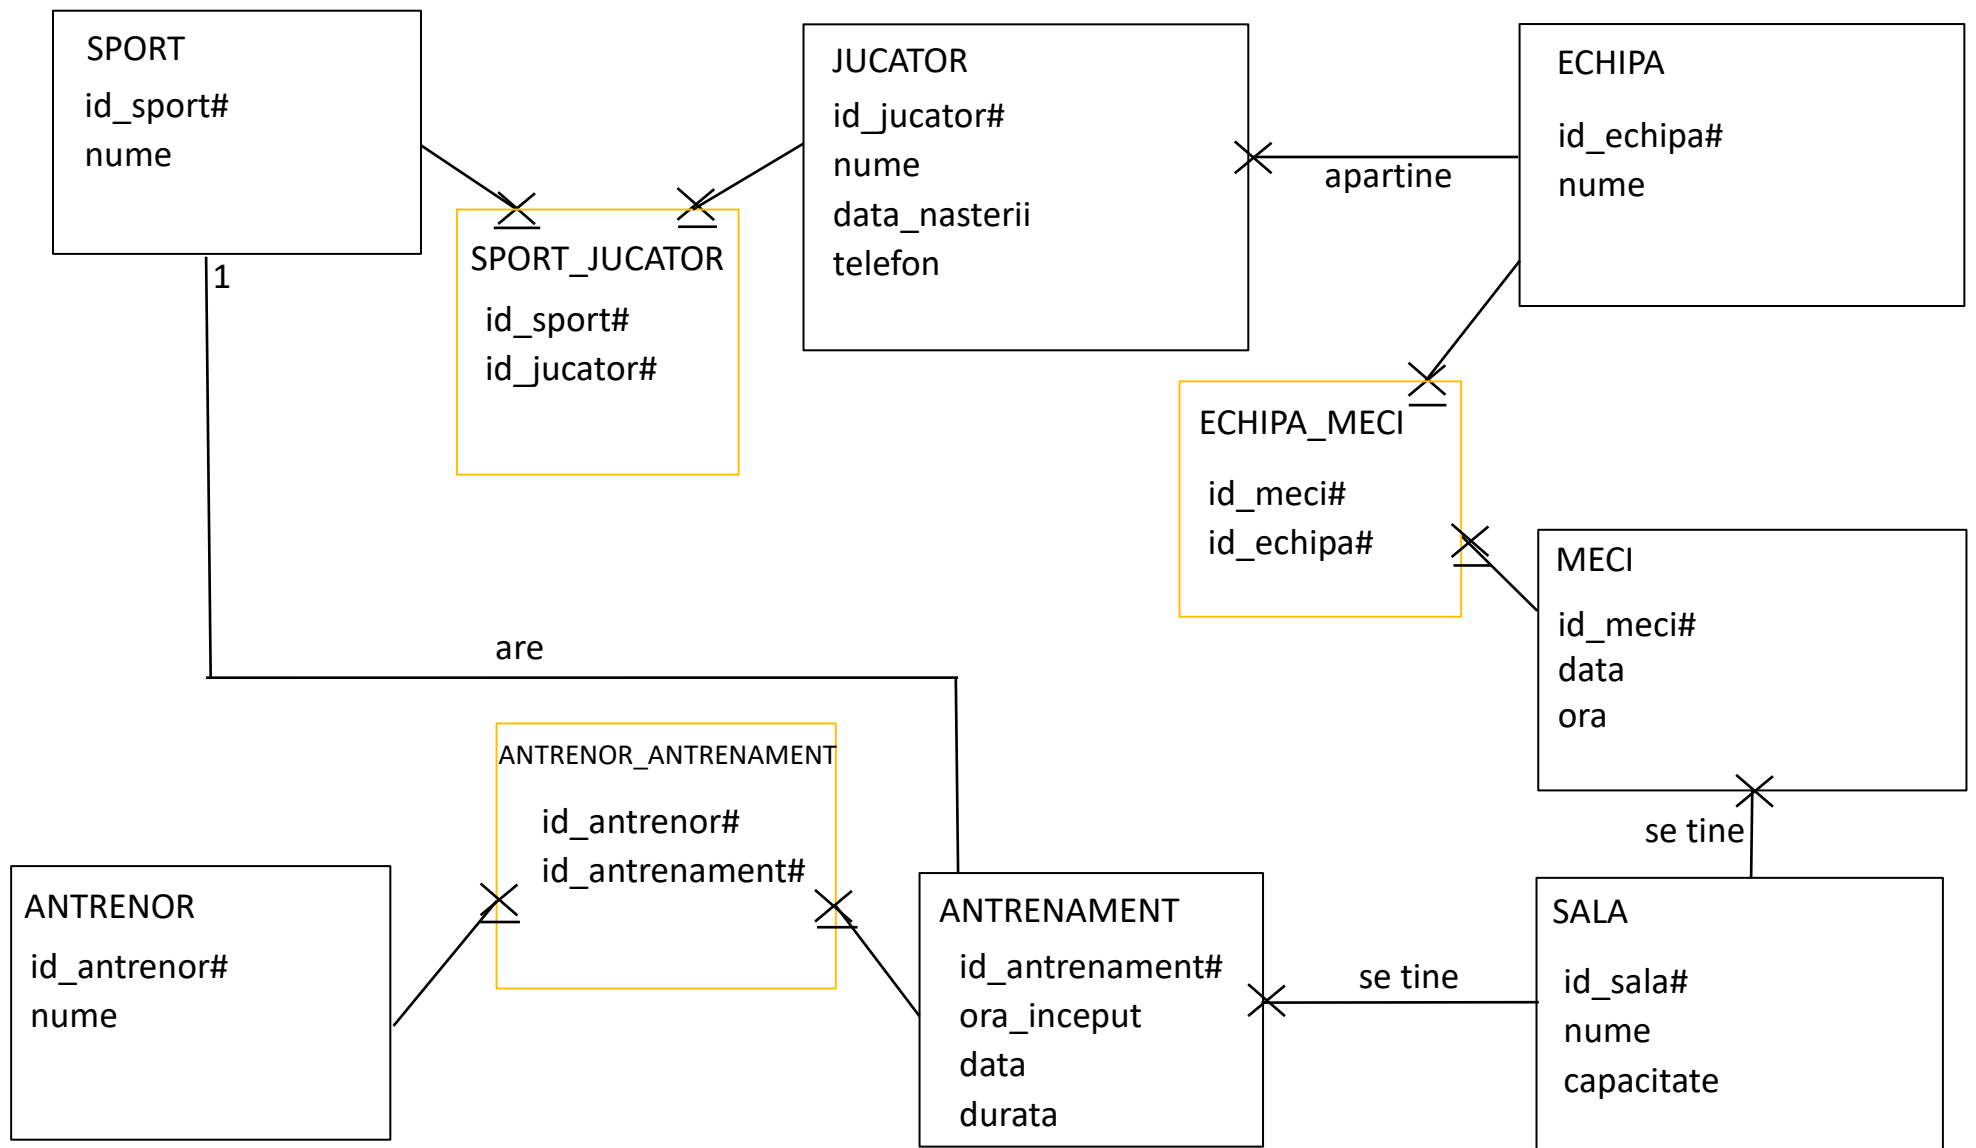 SPORT
id_sport#
nume
JUCATOR
id_jucator#
nume
data_nasterii
telefon
ECHIPA
id_echipa#
nume
apartine
SPORT_JUCATOR
id_sport#
id_jucator#
1
ECHIPA_MECI
id_meci#
id_echipa#
MECI
id_meci#
data
ora
are
ANTRENOR_ANTRENAMENT
id_antrenor#
id_antrenament#
se tine
ANTRENOR
id_antrenor#
nume
ANTRENAMENT
id_antrenament#
ora_inceput
data
durata
se tine
SALA
id_sala#
nume
capacitate